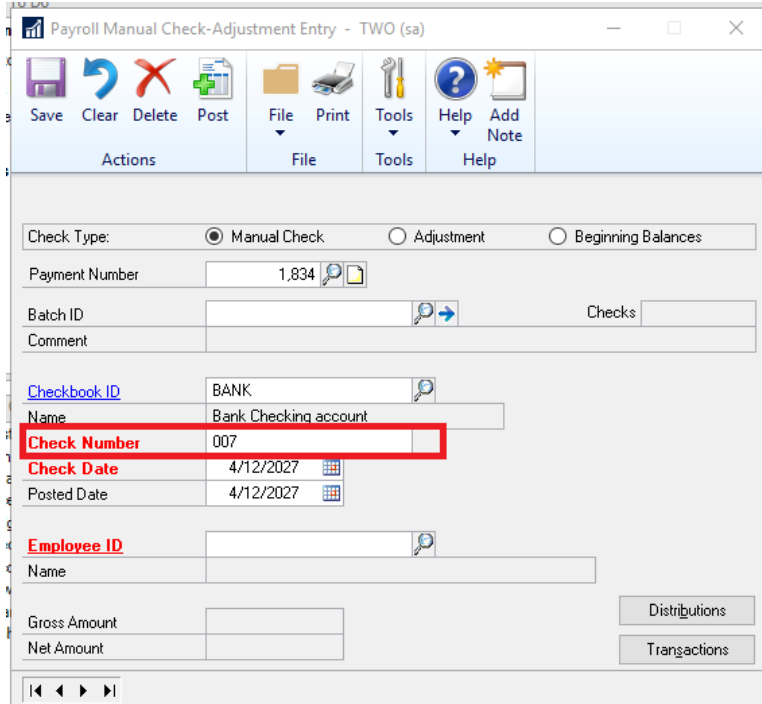 To Do
Payroll Manual Check-Adjustment Entry - TWO (sa)
Save Clear Delete Post File Print Tools Help Add Note
Actions File Tools Help
Check Type: Manual Check Adjustment Beginning Balances
Payment Number 1,834
Batch ID Checks
Comment
Checkbook ID BANK
Name Bank Checking account
Check Number 007
Check Date 4/12/2027
Posted Date 4/12/2027
Employee ID
Name
Gross Amount Distributions
Net Amount Transactions